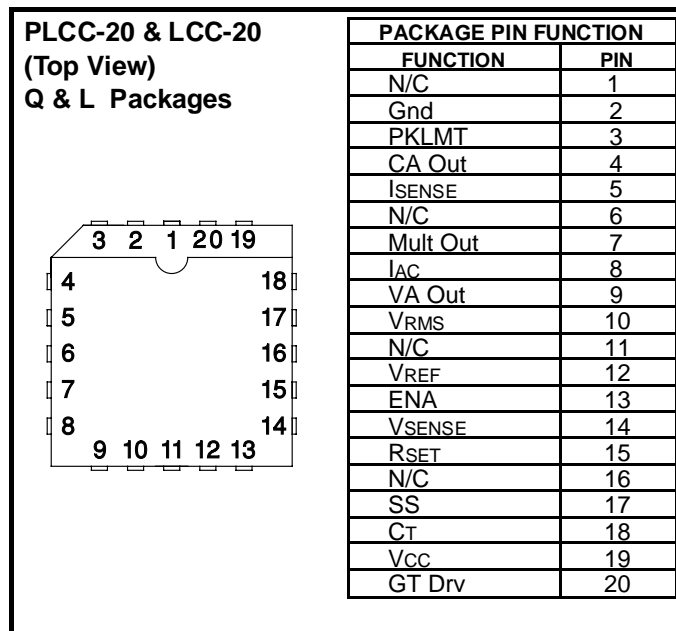 PLCC-20 & LCC-20
(Top View)
Q & L Packages
3 2 1 20 19
4 18
5 17
6 16
7 15
8 14
9 10 11 12 13
PACKAGE PIN FUNCTION
FUNCTION PIN
N/C 1
Gnd 2
PKLMT 3
CA Out 4
ISENSE 5
N/C 6
Mult Out 7
IAC 8
VA Out 9
VRMS 10
N/C 11
VREF 12
ENA 13
VSENSE 14
RSET 15
N/C 16
SS 17
CT 18
VCC 19
GT Drv 20